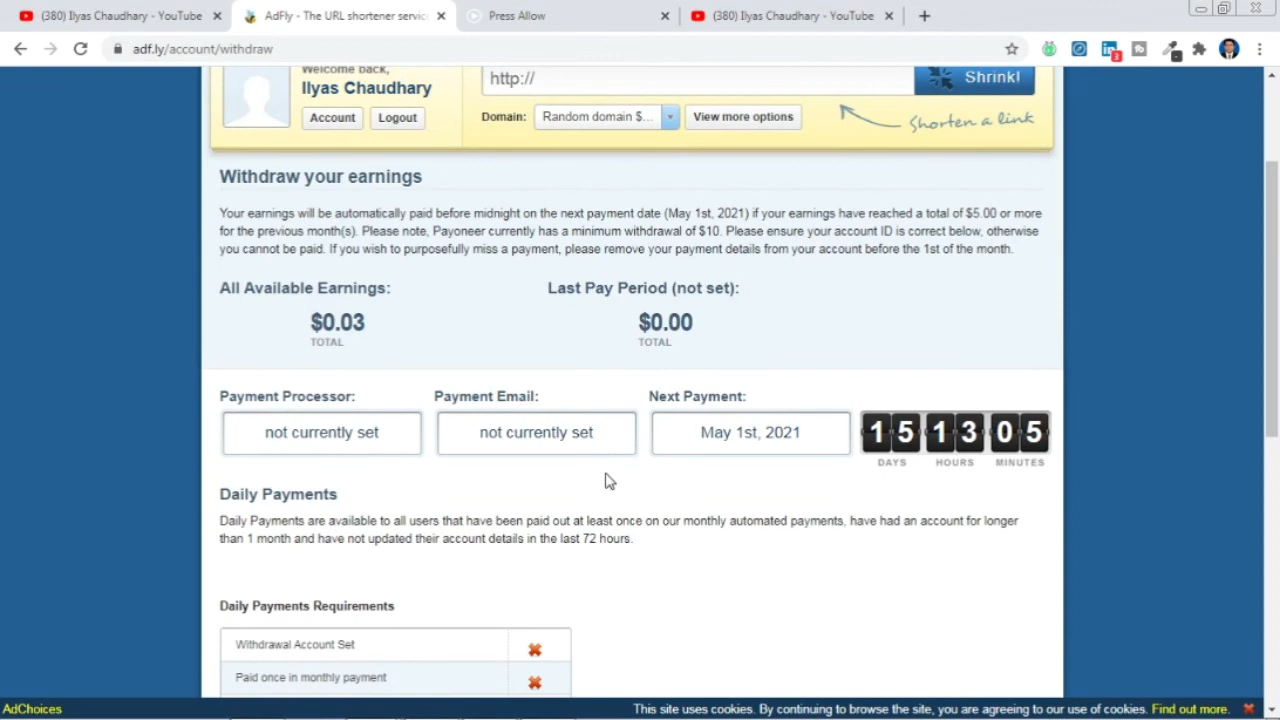 (380) Ilyas Chaudhary - YouTube
AdFly - The URL shortener servic
Press Allow
(380) Ilyas Chaudhary - YouTube
adf.ly/account/withdraw
3
Welcome back,
Ilyas Chaudhary
Account
Logout
http://
Shrink!
Domain:
Random domain $...
View more options
Shorten a link
Withdraw your earnings
Your earnings will be automatically paid before midnight on the next payment date (May 1st, 2021) if your earnings have reached a total of $5.00 or more
for the previous month(s). Please note, Payoneer currently has a minimum withdrawal of $10. Please ensure your account ID is correct below, otherwise
you cannot be paid. If you wish to purposefully miss a payment, please remove your payment details from your account before the 1st of the month.
All Available Earnings:
Last Pay Period (not set):
$0.03
$0.00
TOTAL
TOTAL
Payment Processor:
Payment Email:
Next Payment:
not currently set
not currently set
May 1st, 2021
15 13 05
DAYS
HOURS
MINUTES
Daily Payments
Daily Payments are available to all users that have been paid out at least once on our monthly automated payments, have had an account for longer
than 1 month and have not updated their account details in the last 72 hours.
Daily Payments Requirements
Withdrawal Account Set
Paid once in monthly payment
AdChoices
This site uses cookies. By continuing to browse the site, you are agreeing to our use of cookies. Find out more.